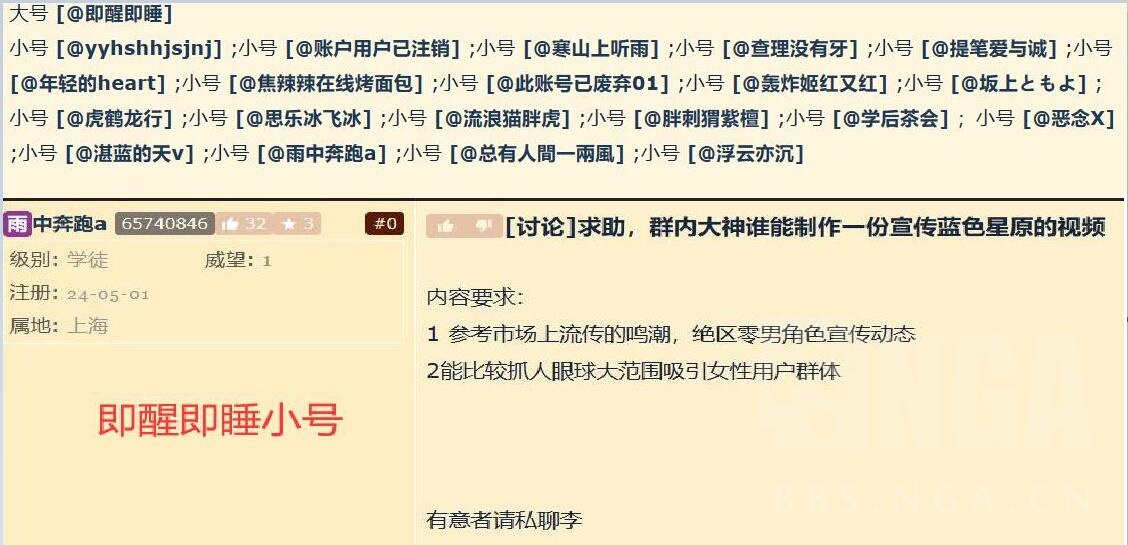 大号 [@即醒即睡]
小号 [@yyhshhjsjnj] ;小号 [@账户用户已注销] ;小号 [@寒山上听雨] ;小号 [@查理没有牙] ;小号 [@提笔爱与诚] ;小号
[@年轻的heart] ;小号 [@焦辣辣在线烤面包] ;小号 [@此账号已废弃01] ;小号 [@轰炸姬红又红] ;小号 [@坂上ともよ] ;
小号 [@虎鹤龙行] ;小号 [@思乐冰飞冰] ;小号 [@流浪猫胖虎] ;小号 [@胖刺猬紫檀] ;小号 [@学后茶会] ; 小号 [@恶念X]
;小号 [@湛蓝的天v] ;小号 [@雨中奔跑a] ;小号 [@总有人間一兩風] ;小号 [@浮云亦沉]
雨中奔跑a 65740846 32 3 #0
级别: 学徒 威望: 1
注册: 24-05-01
属地: 上海
即醒即睡小号
[讨论]求助，群内大神谁能制作一份宣传蓝色星原的视频
内容要求：
1 参考市场上流传的鸣潮，绝区零男角色宣传动态
2能比较抓人眼球大范围吸引女性用户群体
有意者请私聊李
NGA
BBS.NGA.CN